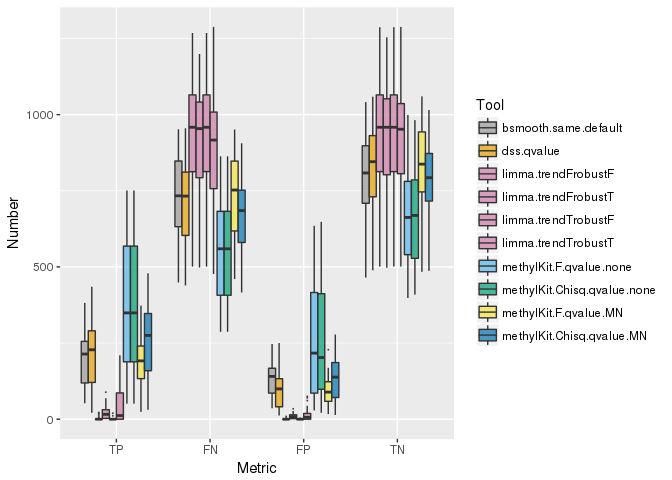 Number
1000
500
0
TP
FN
FP
TN
Metric
Tool
bsmooth.same.default
dss.qvalue
limma.trendFrobustF
limma.trendFrobustT
limma.trendTrobustF
limma.trendTrobustT
methylKit.F.qvalue.none
methylKit.Chisq.qvalue.none
methylKit.F.qvalue.MN
methylKit.Chisq.qvalue.MN